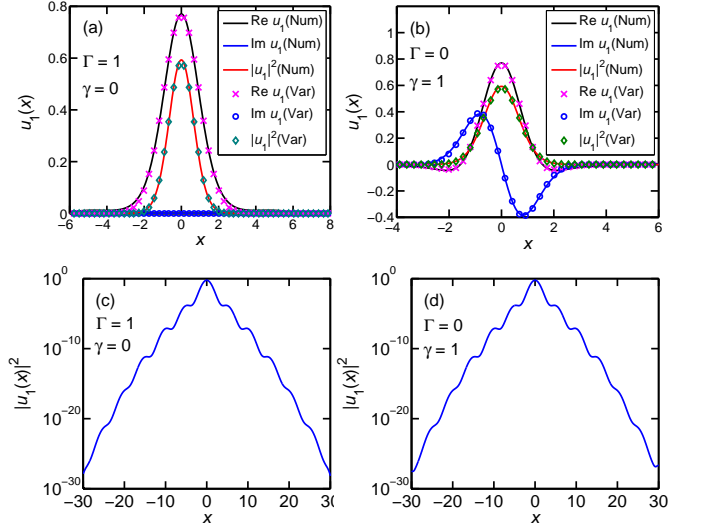 (a)
Γ = 1
γ = 0
Re u₁(Num)
Im u₁(Num)
|u₁|²(Num)
Re u₁(Var)
Im u₁(Var)
|u₁|²(Var)
u₁(x)
0.8
0.6
0.4
0.2
0
−6 −4 −2 0 2 4 6 8
x
(b)
Γ = 0
γ = 1
Re u₁(Num)
Im u₁(Num)
|u₁|²(Num)
Re u₁(Var)
Im u₁(Var)
|u₁|²(Var)
u₁(x)
1
0.8
0.6
0.4
0.2
0
−0.2
−0.4
−4 −2 0 2 4 6
x
(c)
Γ = 1
γ = 0
|u₁(x)|²
10⁰
10⁻¹⁰
10⁻²⁰
10⁻³⁰
−30 −20 −10 0 10 20 30
x
(d)
Γ = 0
γ = 1
|u₁(x)|²
10⁰
10⁻¹⁰
10⁻²⁰
10⁻³⁰
−30 −20 −10 0 10 20 30
x